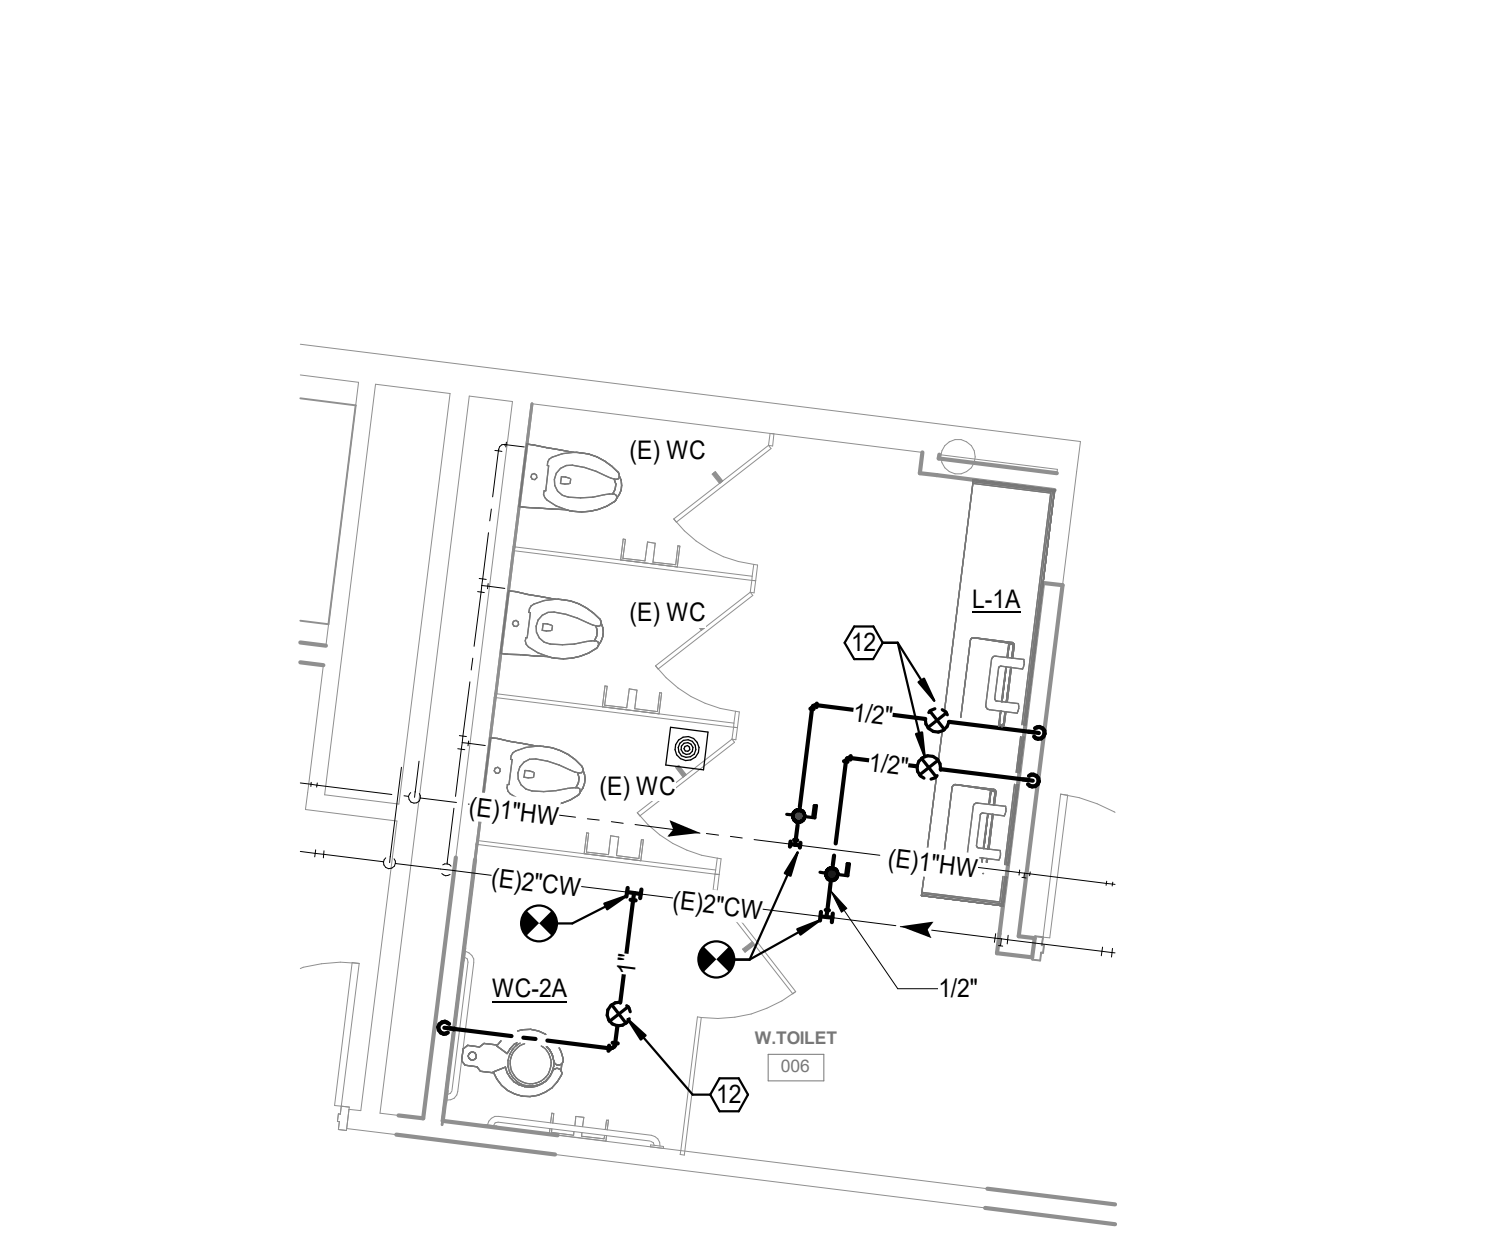 (E) WC
L-1A
(E) WC
12
1/2"
1/2"
(E) WC
(E)1"HW
(E)1"HW
(E)2"CW
(E)2"CW
1"
WC-2A
1/2"
W.TOILET
006
12